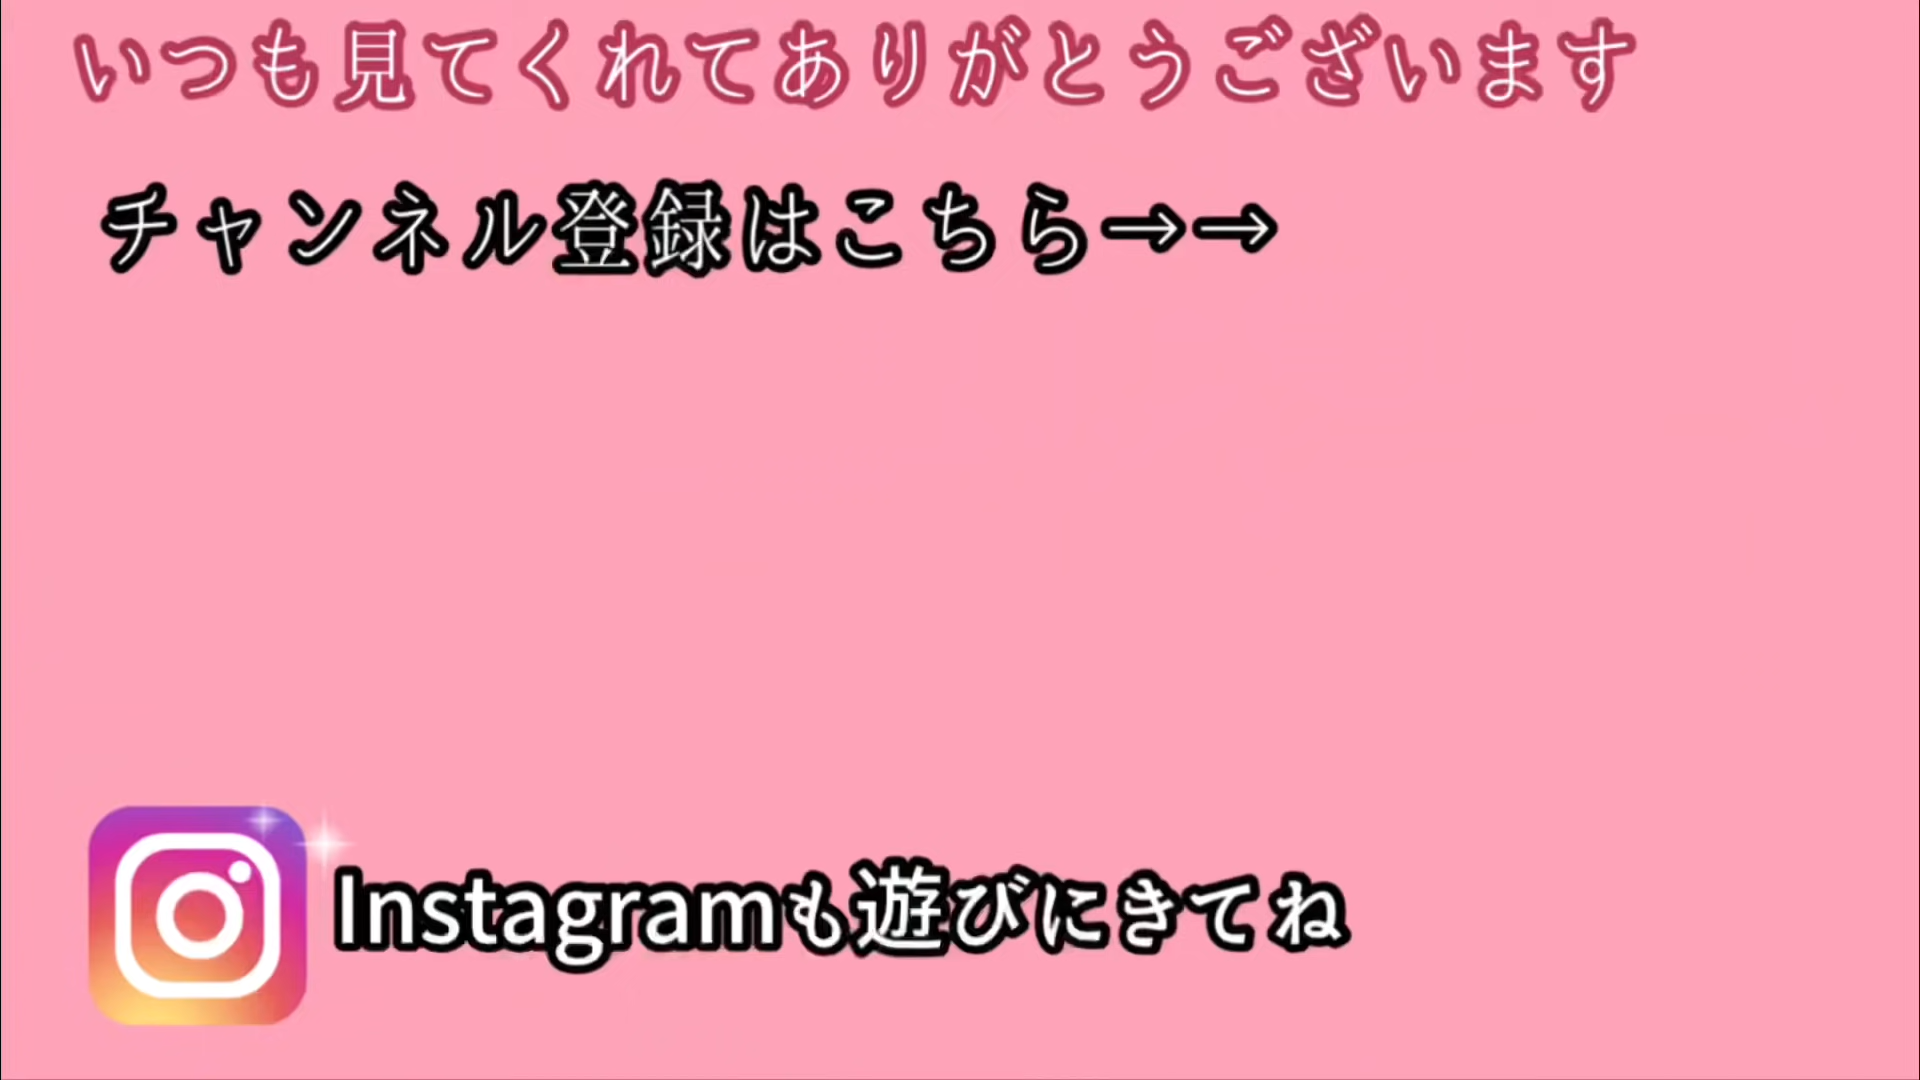 いつも見てくれてありがとうございます
チャンネル登録はこちら→→
Instagramも遊びにきてね